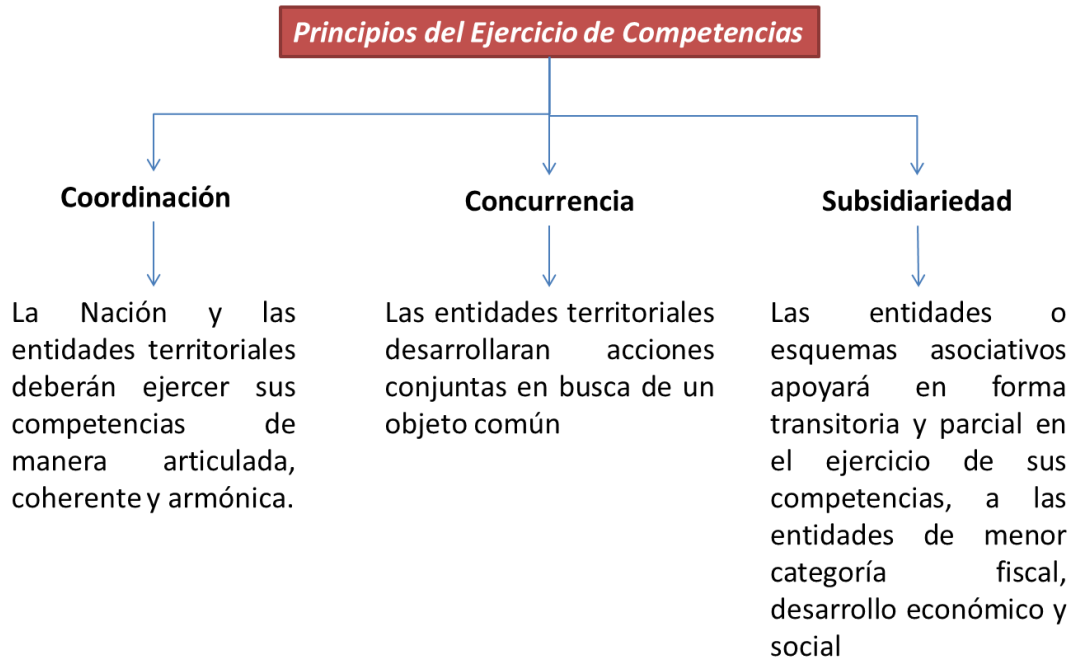 Principios del Ejercicio de Competencias
Coordinación
La Nación y las
entidades territoriales
deberán ejercer sus
competencias de
manera articulada,
coherente y armónica.
Concurrencia
Las entidades territoriales
desarrollaran acciones
conjuntas en busca de un
objeto común
Subsidiariedad
Las entidades o
esquemas asociativos
apoyará en forma
transitoria y parcial en
el ejercicio de sus
competencias, a las
entidades de menor
categoría fiscal,
desarrollo económico y
social